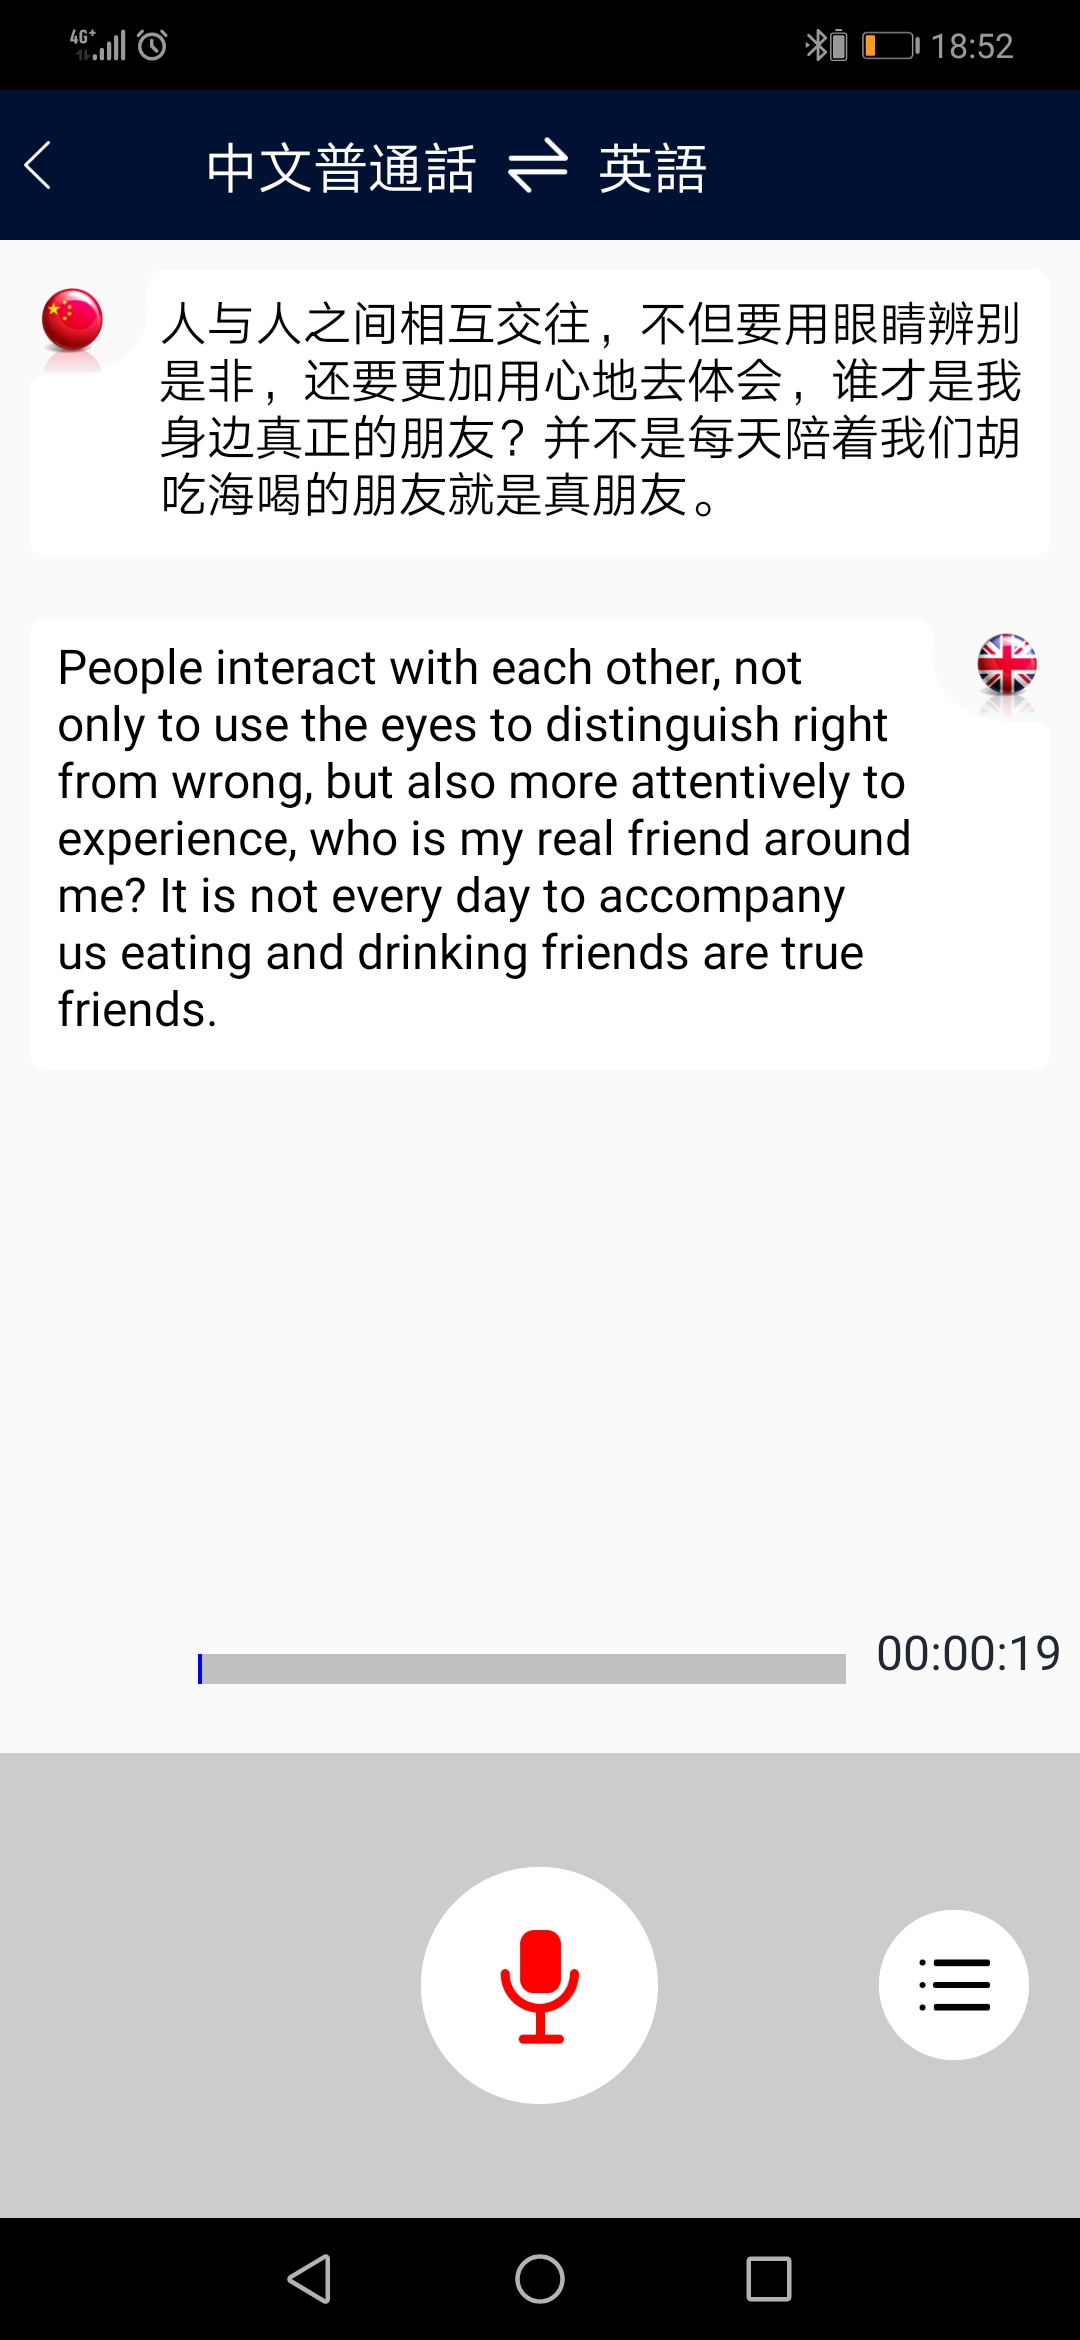 4G+ 18:52
中文普通話 ⇌ 英語
人与人之间相互交往，不但要用眼睛辨别
是非，还要更加用心地去体会，谁才是我
身边真正的朋友？并不是每天陪着我们胡
吃海喝的朋友就是真朋友。
People interact with each other, not
only to use the eyes to distinguish right
from wrong, but also more attentively to
experience, who is my real friend around
me? It is not every day to accompany
us eating and drinking friends are true
friends.
00:00:19